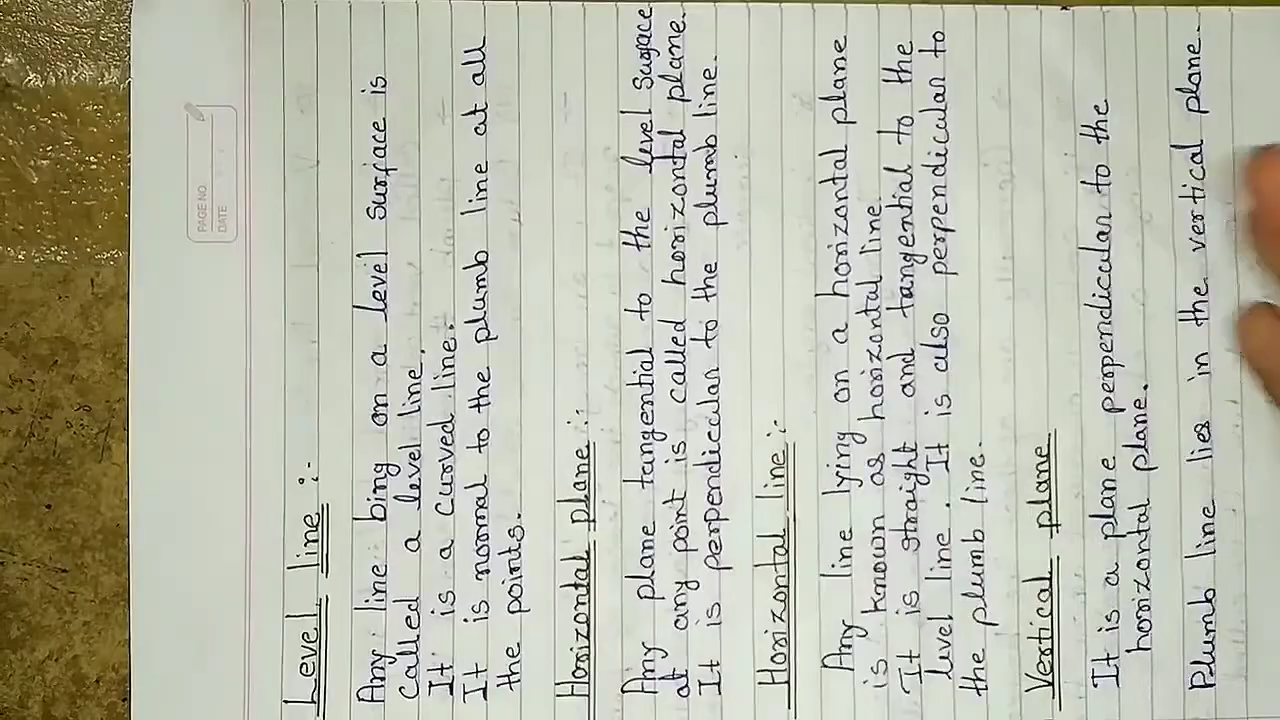 PAGE NO.
DATE
Level line :-
Any line bing on a level surface is
called a level line.
It is a curved line.
It is normal to the plumb line at all
the points.
Horizontal plane :-
Any plane tangential to the level surface
at any point is called horizontal plane.
It is perpendicular to the plumb line.
Horizontal line :-
Any line lying on a horizontal plane
is known as horizontal line.
It is straight and tangential to the
level line. It is also perpendicular to
the plumb line.
Vertical plane
It is a plane perpendicular to the
horizontal plane.
Plumb line lies in the vertical plane.